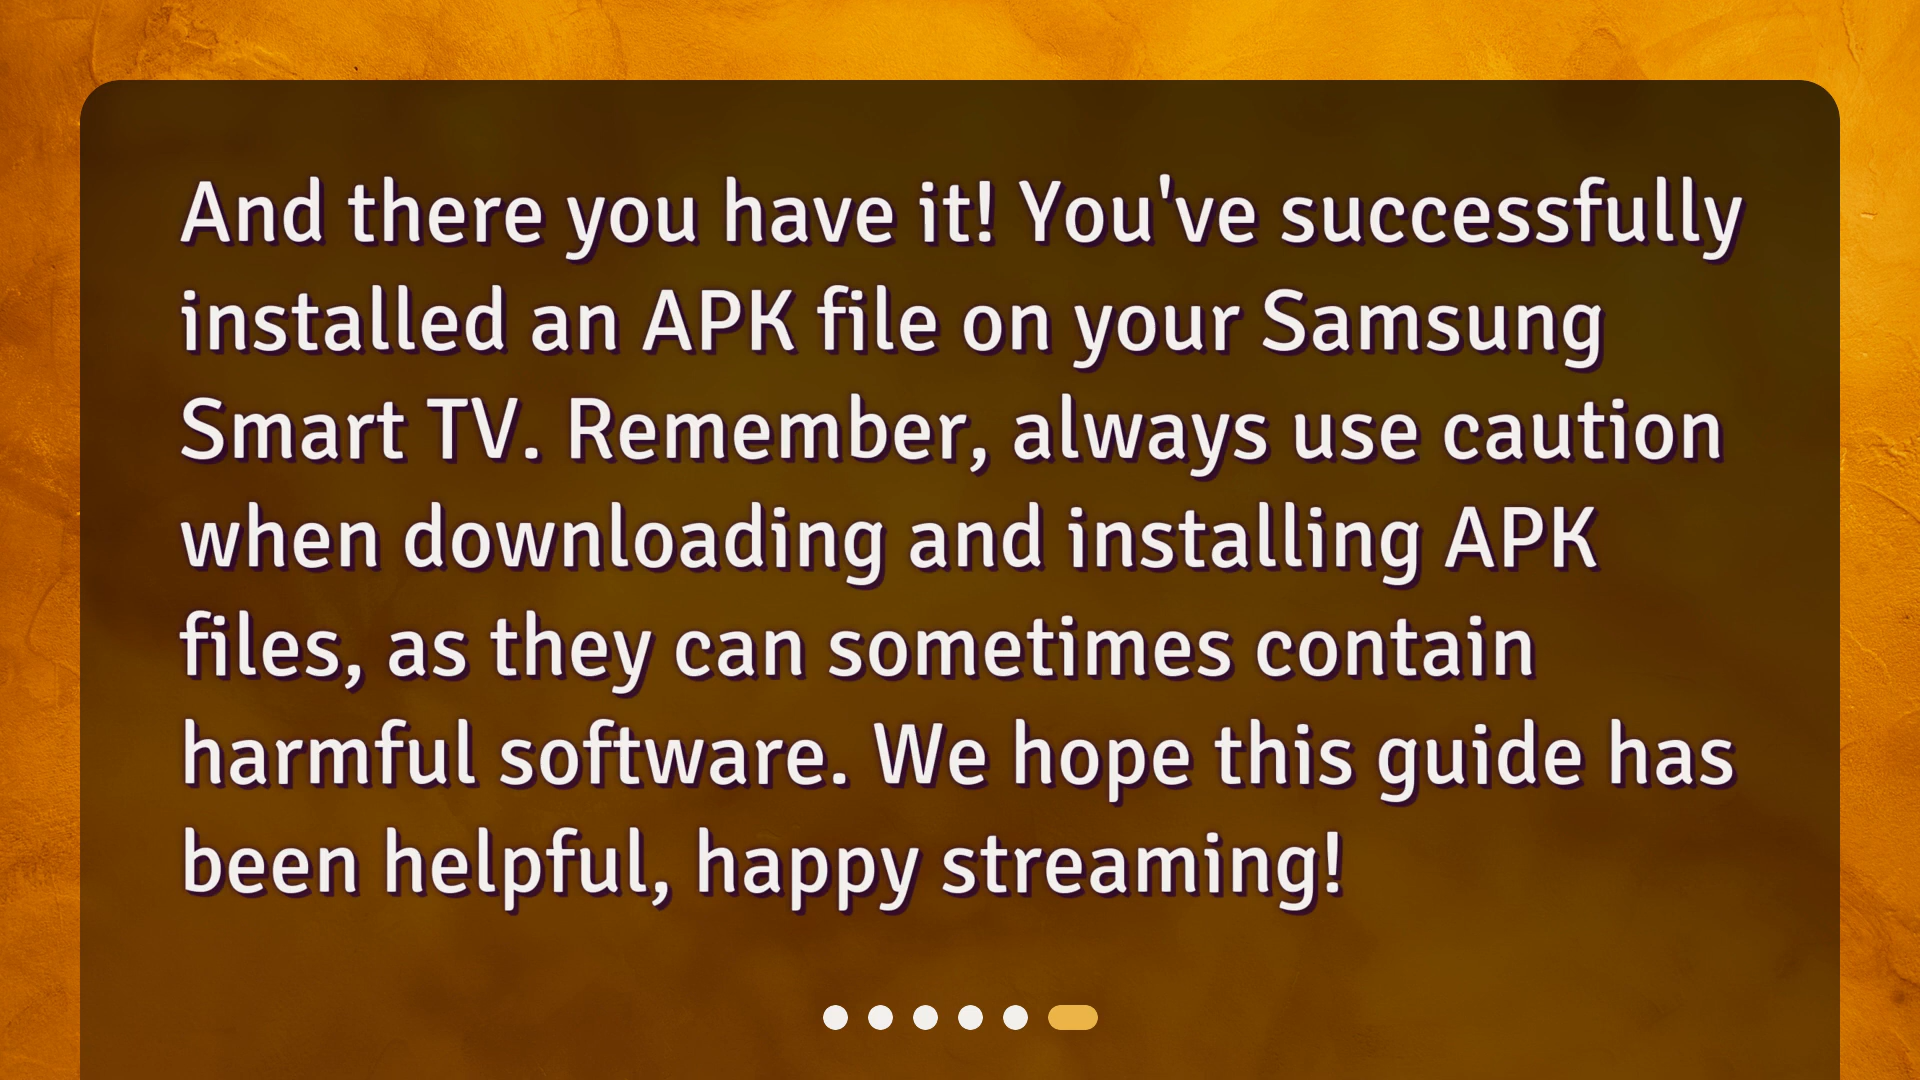 And there you have it! You've successfully
installed an APK file on your Samsung
Smart TV. Remember, always use caution
when downloading and installing APK
files, as they can sometimes contain
harmful software. We hope this guide has
been helpful, happy streaming!